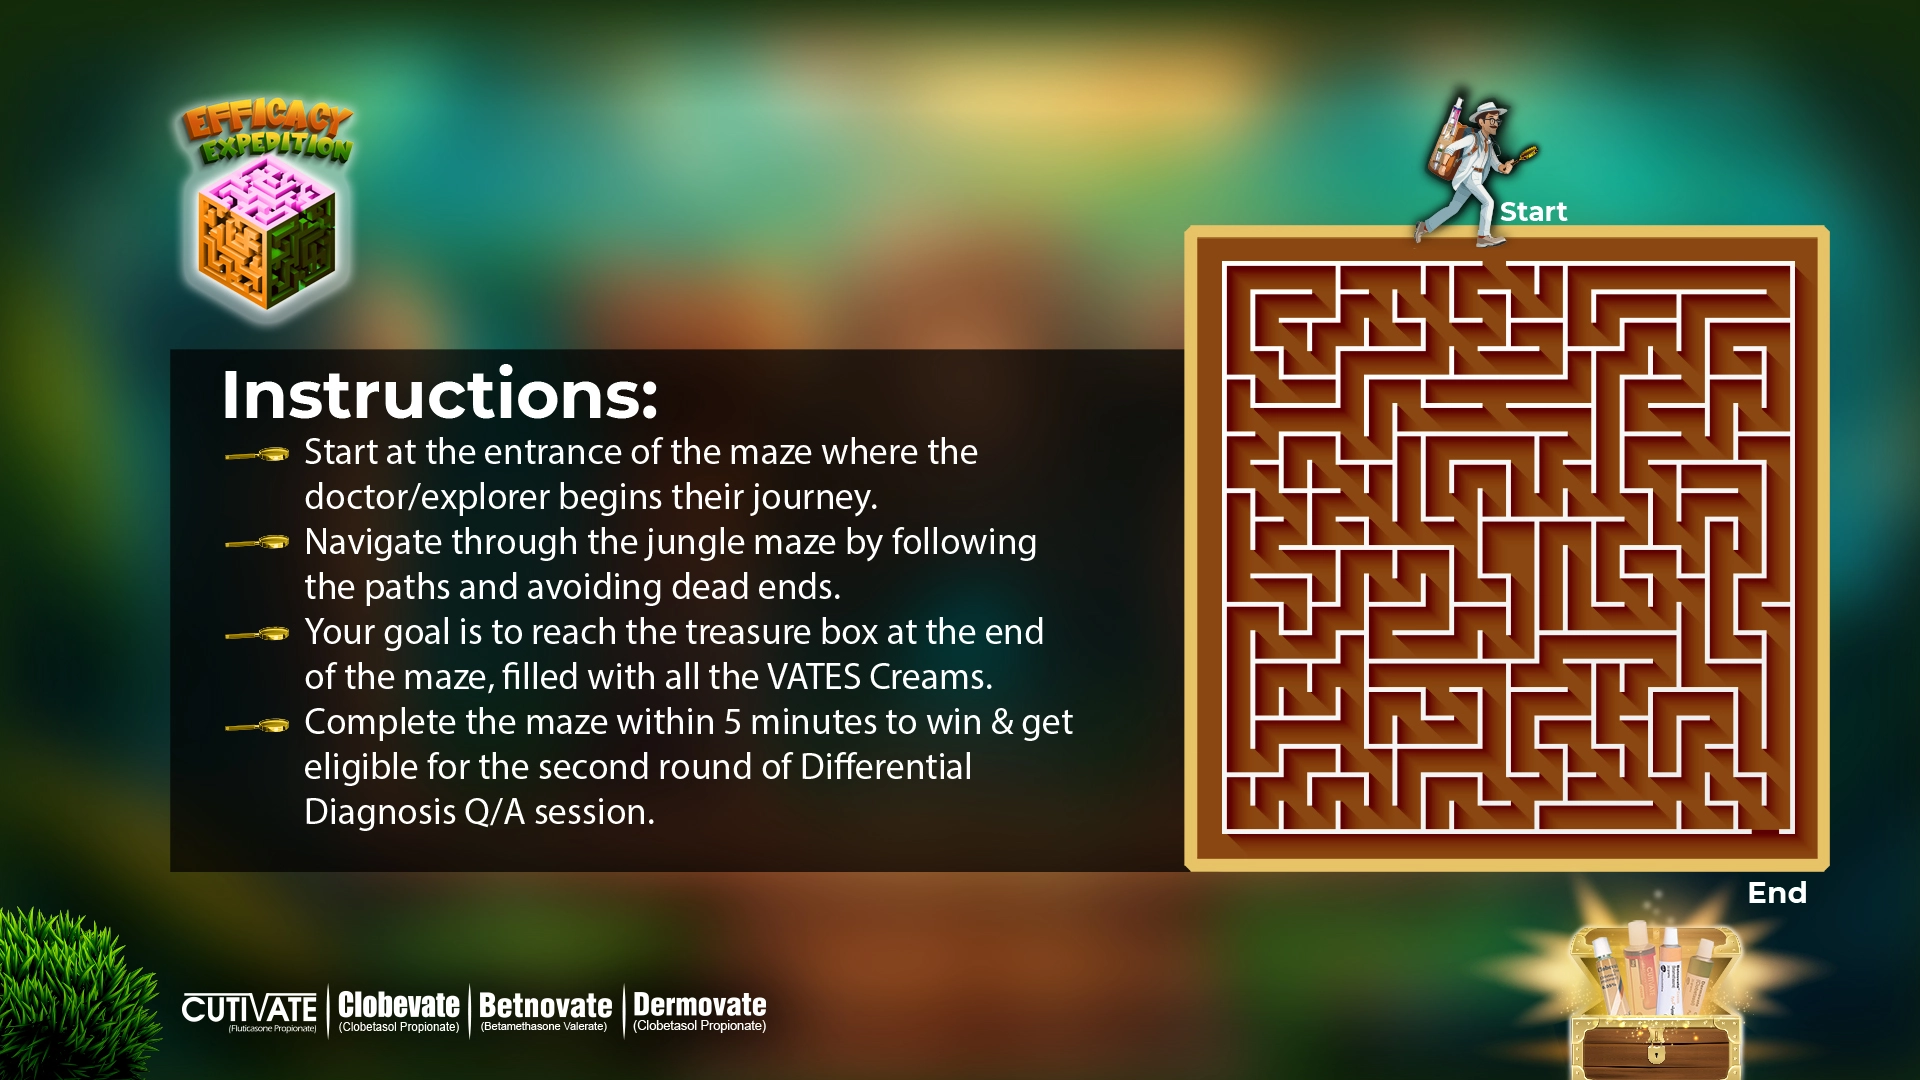 EFFICACY
EXPEDITION
Start
Instructions:
Start at the entrance of the maze where the
doctor/explorer begins their journey.
Navigate through the jungle maze by following
the paths and avoiding dead ends.
Your goal is to reach the treasure box at the end
of the maze, filled with all the VATES Creams.
Complete the maze within 5 minutes to win & get
eligible for the second round of Differential
Diagnosis Q/A session.
End
CUTIVATE
(Fluticasone Propionate)
Clobevate
(Clobetasol Propionate)
Betnovate
(Betamethasone Valerate)
Dermovate
(Clobetasol Propionate)